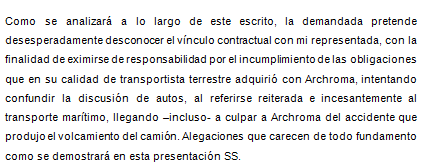 Como se analizará a lo largo de este escrito, la demandada pretende
desesperadamente desconocer el vínculo contractual con mi representada, con la
finalidad de eximirse de responsabilidad por el incumplimiento de las obligaciones
que en su calidad de transportista terrestre adquirió con Archroma, intentando
confundir la discusión de autos, al referirse reiterada e incesantemente al
transporte marítimo, llegando –incluso- a culpar a Archroma del accidente que
produjo el volcamiento del camión. Alegaciones que carecen de todo fundamento
como se demostrará en esta presentación SS.